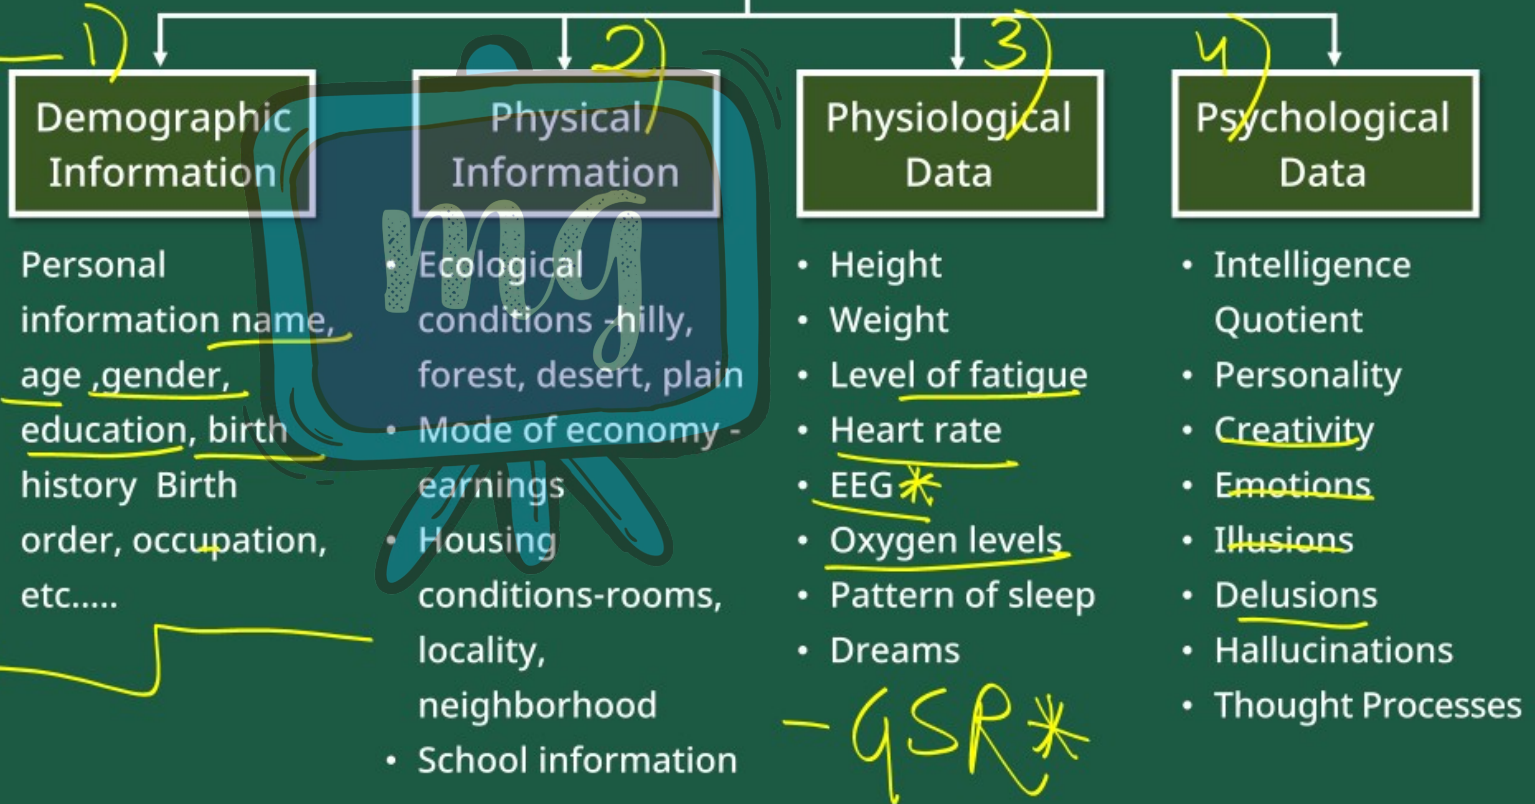 1)
2)
3)
4)
Demographic
Information
Physical
Information
Physiological
Data
Psychological
Data
Personal
information name,
age ,gender,
education, birth
history Birth
order, occupation,
etc.....
• Ecological
conditions -hilly,
forest, desert, plain
• Mode of economy -
earnings
• Housing
conditions-rooms,
locality,
neighborhood
• School information
• Height
• Weight
• Level of fatigue
• Heart rate
• EEG *
• Oxygen levels
• Pattern of sleep
• Dreams
- GSR *
• Intelligence
Quotient
• Personality
• Creativity
• Emotions
• Illusions
• Delusions
• Hallucinations
• Thought Processes
mg